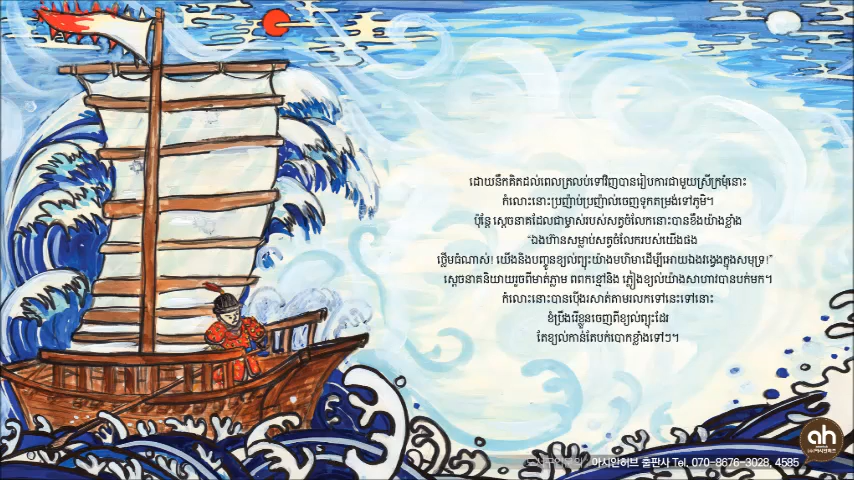 ដោយនឹកគិតដល់ពេលត្រលប់ទៅវិញបានរៀបការជាមួយស្រីក្រមុំនោះ
កំលោះនោះប្រញ៉ាប់ប្រញ៉ាល់ចេញទូកតម្រង់ទៅភូមិ។
ប៉ុន្តែ ស្តេចនាគដែលជាម្ចាស់របស់សត្វចំលែកនោះបានខឹងយ៉ាងខ្លាំង
“ឯងហ៊ានសម្លាប់សត្វចំលែករបស់យើងផង
ថ្លើមធំណាស់! យើងនិងបញ្ជូនខ្យល់ព្យុះយ៉ាងមហិមាដើម្បីអោយឯងវង្វេងក្នុងសមុទ្រ!”
ស្តេចនាគនិយាយរួចពីមាត់ភ្លាម ពពកខ្មៅនិង ភ្លៀងខ្យល់យ៉ាងសាហាវបានបក់មក។
កំលោះនោះបានប៉ើងរសាត់តាមរលកទៅនេះទៅនោះ
ខំប្រឹងរើខ្លួនចេញពីខ្យល់ព្យុះដែរ
តែខ្យល់កាន់តែបក់បោកខ្លាំងទៅៗ។
아시안허브 출판사 Tel. 070-8676-3028, 4585
ah